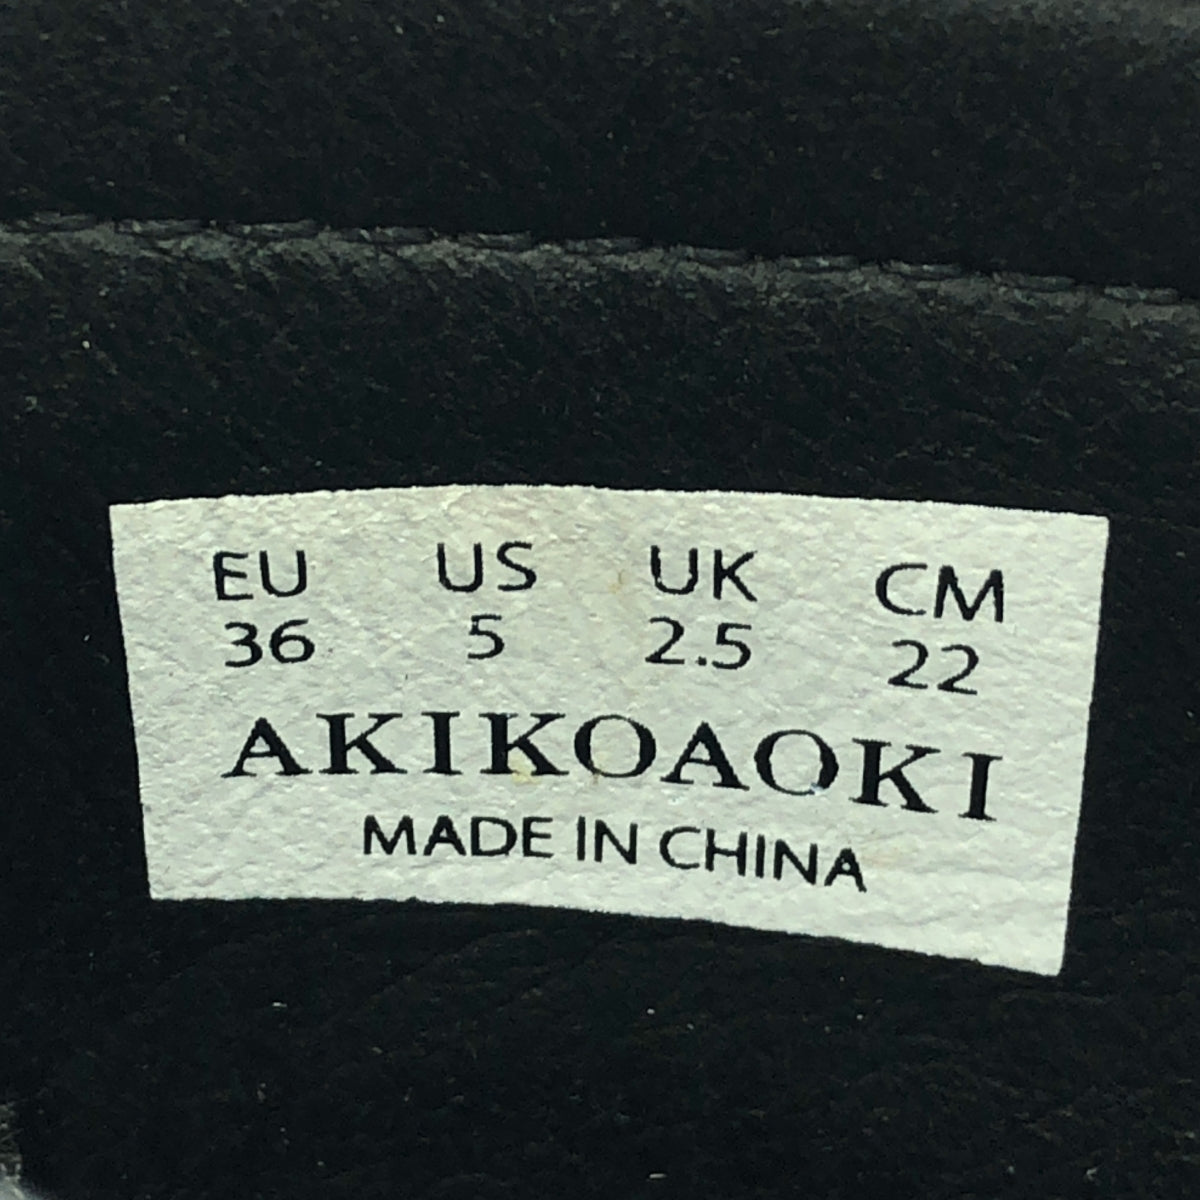 EU US UK CM
36 5 2.5 22
AKIKOAOKI
MADE IN CHINA